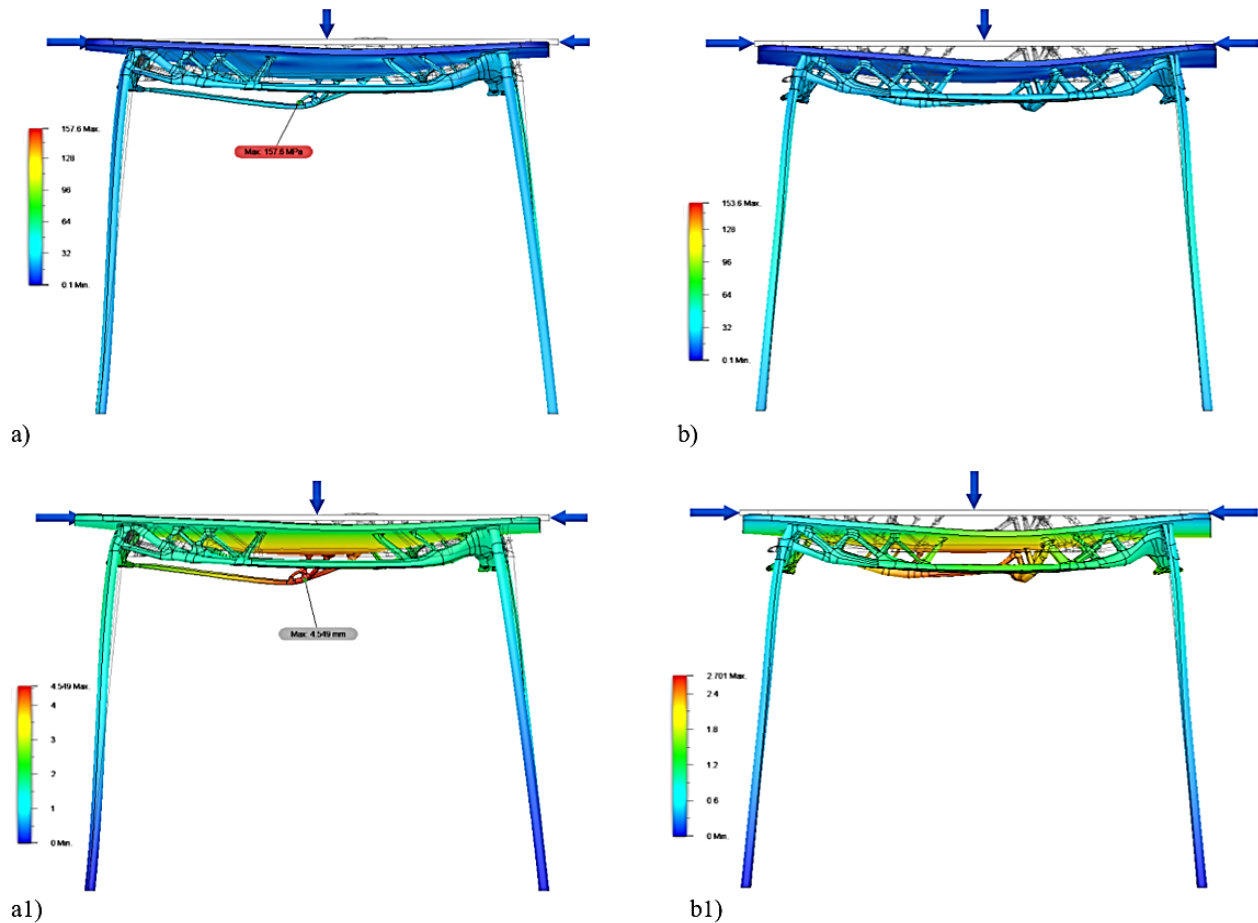 157.6 Max.
128
96
64
32
0.1 Min.
Max: 157.6 MPa
a)
153.6 Max.
128
96
64
32
0.1 Min.
b)
4.549 Max.
4
3
2
1
0 Min.
Max: 4.549 mm
a1)
2.701 Max.
2.4
1.8
1.2
0.6
0 Min.
b1)